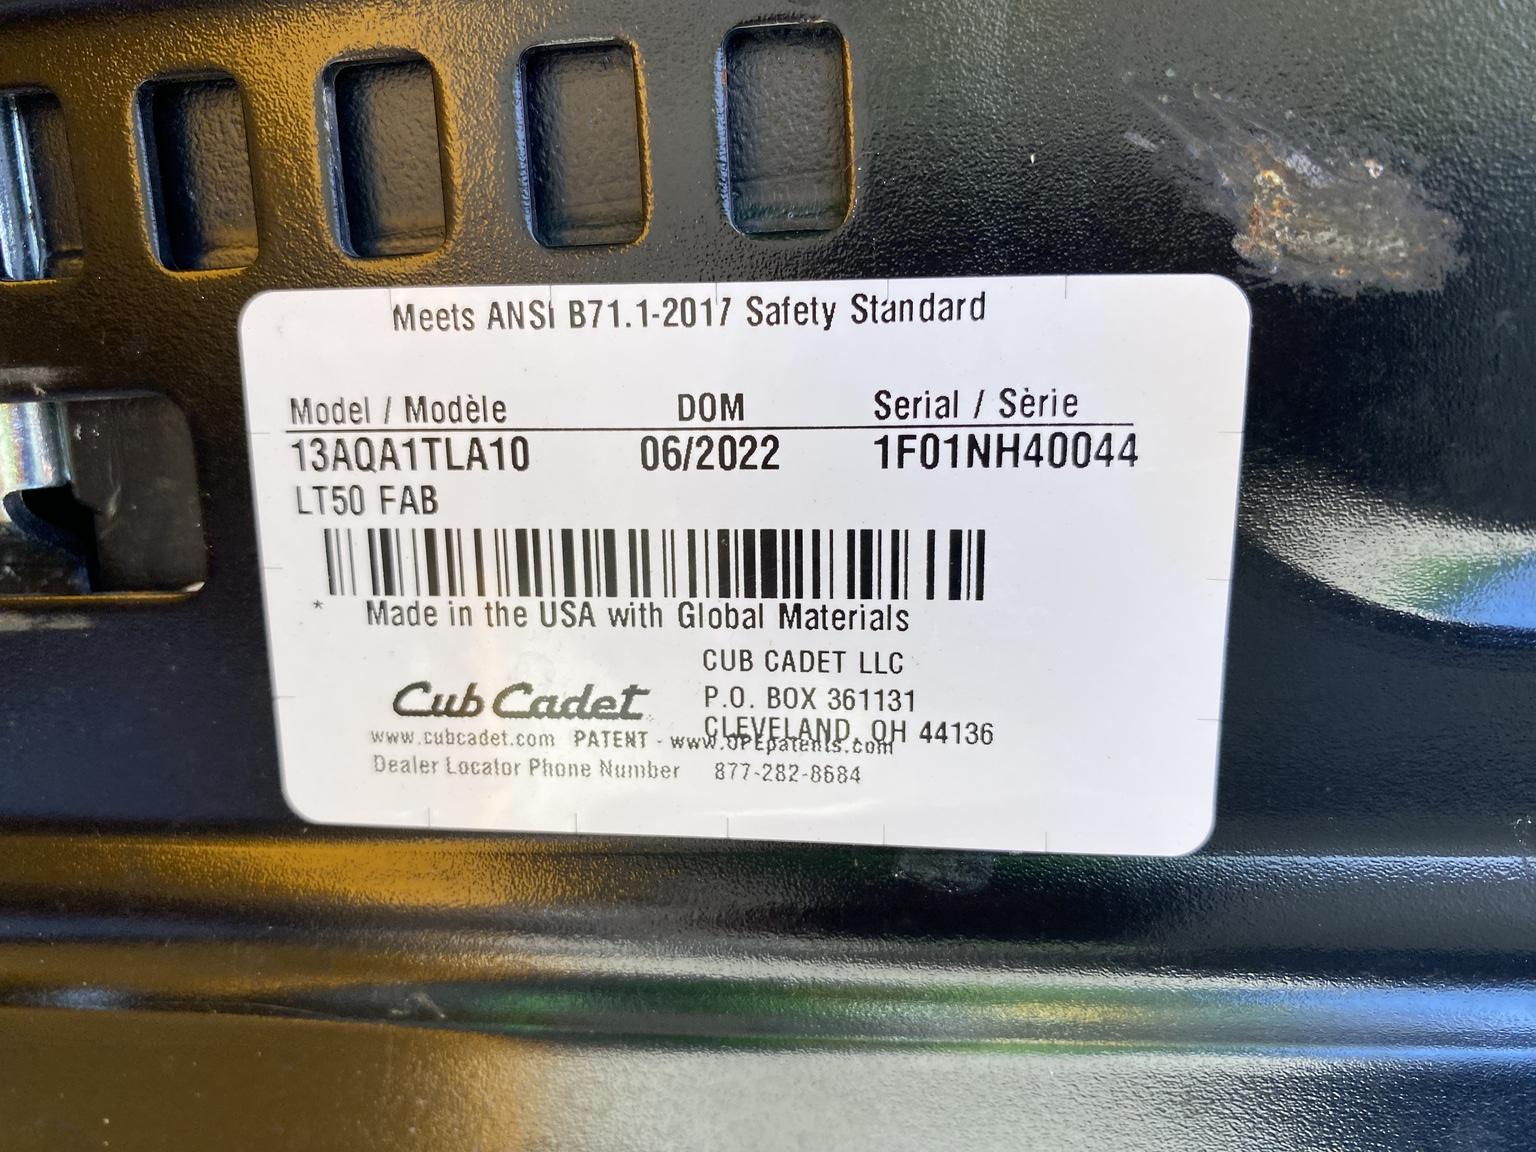 Meets ANSI B71.1-2017 Safety Standard
Model / Modèle DOM Serial / Sèrie
13AQA1TLA10 06/2022 1F01NH40044
LT50 FAB
* Made in the USA with Global Materials
CUB CADET LLC
Cub Cadet P.O. BOX 361131
CLEVELAND, OH 44136
www.cubcadet.com PATENT - www.OPEpatents.com
Dealer Locator Phone Number 877-282-8684